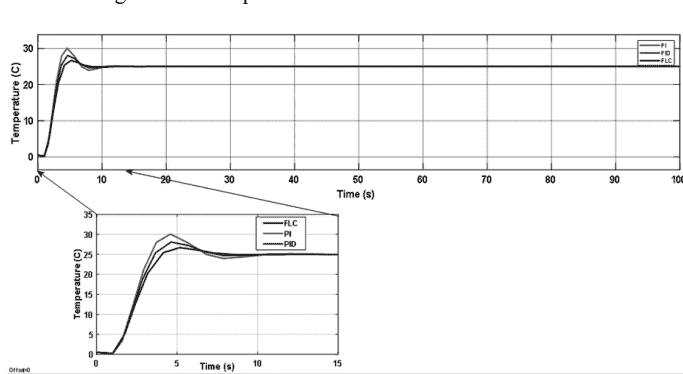 30
20
10
0
Temperature (C)
PI
PID
FLC
0 10 20 30 40 50 60 70 80 90 100
Time (s)
35
30
25
20
15
10
5
0
Temperature (C)
FLC
PI
PID
0 5 10 15
Time (s)
Offset=0